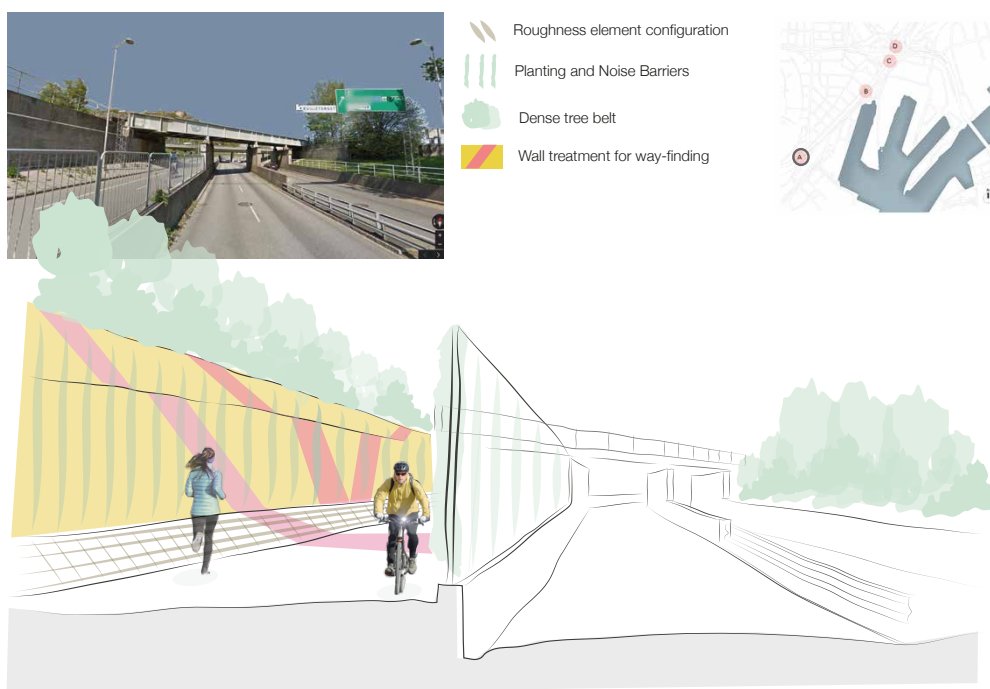 Roughness element configuration
Planting and Noise Barriers
Dense tree belt
Wall treatment for way-finding
D
C
B
A